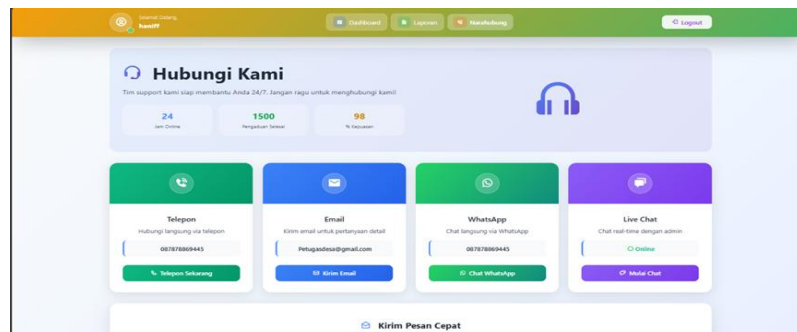 Selamat Datang,
haniff
Dashboard
Laporan
Narahubung
Logout
Hubungi Kami
Tim support kami siap membantu Anda 24/7. Jangan ragu untuk menghubungi kami!
24
Jam Online
1500
Pengaduan Selesai
98
% Kepuasan
Telepon
Hubungi langsung via telepon
087878869445
Telepon Sekarang
Email
Kirim email untuk pertanyaan detail
Petugasdesa@gmail.com
Kirim Email
WhatsApp
Chat langsung via WhatsApp
087878869445
Chat WhatsApp
Live Chat
Chat real-time dengan admin
Online
Mulai Chat
Kirim Pesan Cepat